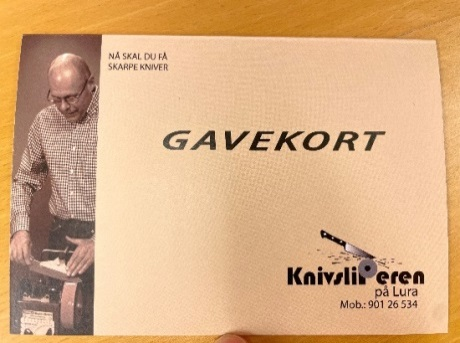 NÅ SKAL DU FÅ
SKARPE KNIVER
GAVEKORT
KnivsliPeren
på Lura
Mob.: 901 26 534